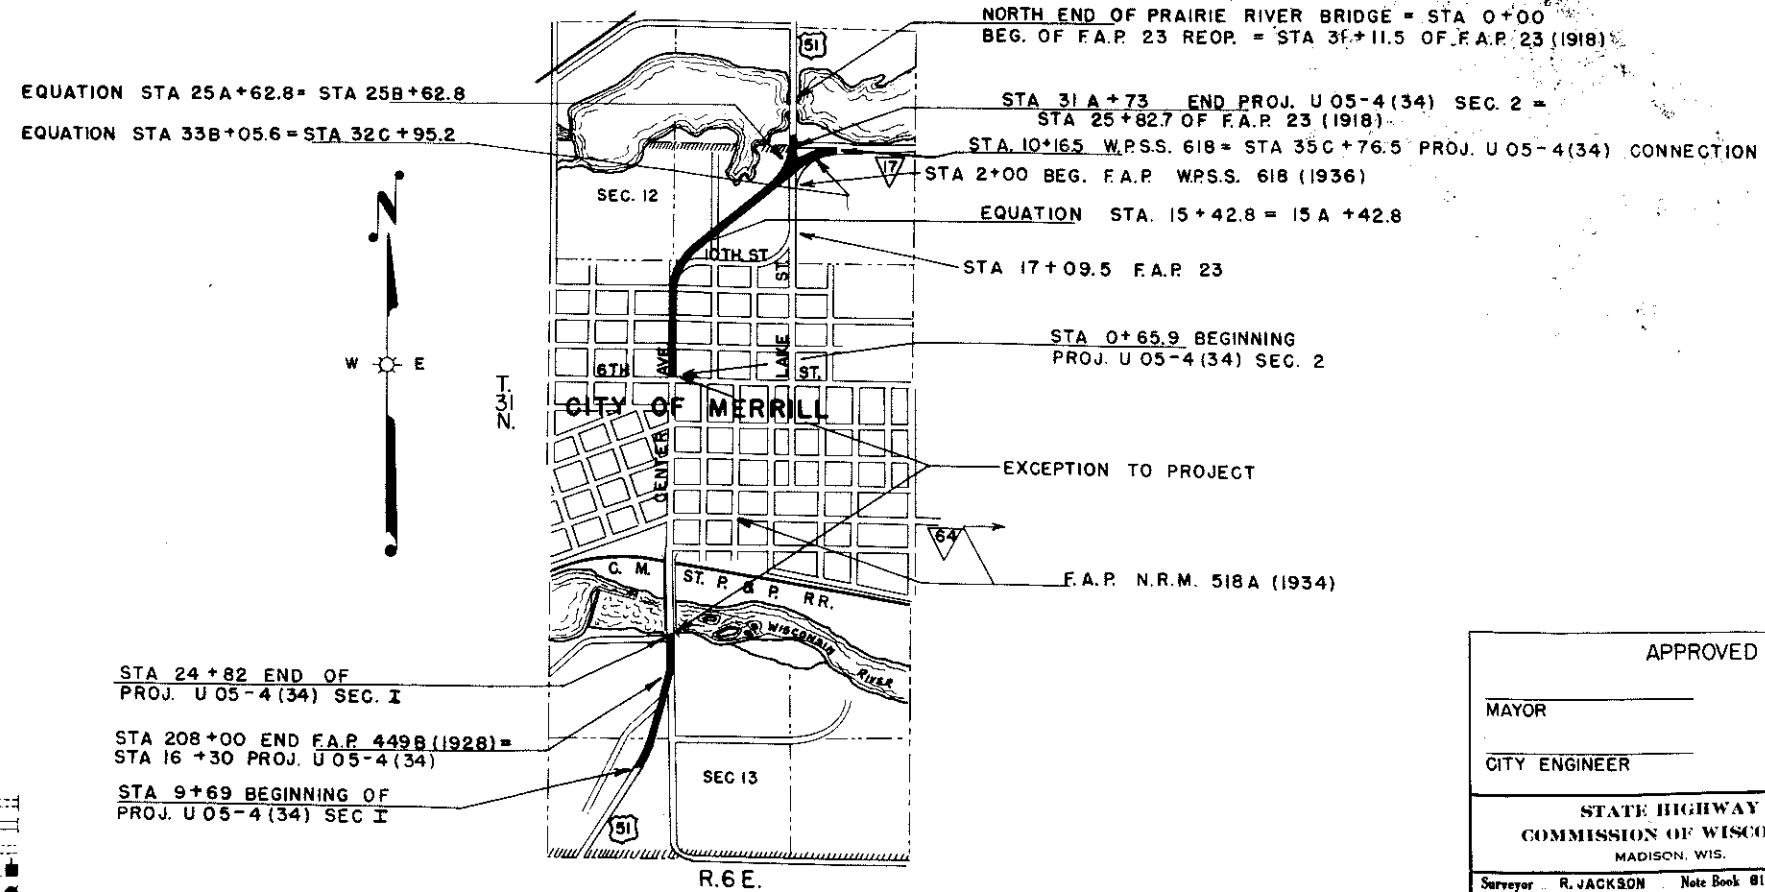 NORTH END OF PRAIRIE RIVER BRIDGE = STA 0+00
BEG. OF F.A.P. 23 REOP. = STA 31+11.5 OF F.A.P. 23 (1918)
51
EQUATION STA 25A+62.8= STA 25B+62.8
STA 31A+73 END PROJ. U 05-4(34) SEC. 2 =
STA 25+82.7 OF F.A.P. 23 (1918)
EQUATION STA 33B+05.6 = STA 32C+95.2
STA. 10+16.5 W.P.S.S. 618 = STA 35C+76.5 PROJ. U 05-4(34) CONNECTION
17
STA 2+00 BEG. F.A.P. W.P.S.S. 618 (1936)
SEC. 12
N
EQUATION STA. 15+42.8 = 15A+42.8
10TH ST.
STA 17+09.5 F.A.P. 23
W E
STA 0+65.9 BEGINNING
PROJ. U 05-4(34) SEC. 2
LAKE ST.
6TH ST.
CENTER AVE
T.
31
N.
CITY OF MERRILL
EXCEPTION TO PROJECT
64
C. M. ST. P. & P. RR.
F.A.P. N.R.M. 518A (1934)
WISCONSIN RIVER
STA 24+82 END OF
PROJ. U 05-4(34) SEC. I
STA 208+00 END F.A.P. 449B (1928)=
STA 16+30 PROJ. U 05-4(34)
STA 9+69 BEGINNING OF
PROJ. U 05-4(34) SEC I
SEC 13
51
R.6 E.
APPROVED
MAYOR
CITY ENGINEER
STATE HIGHWAY
COMMISSION OF WISCO
MADISON, WIS.
Surveyor R. JACKSON Note Book 81